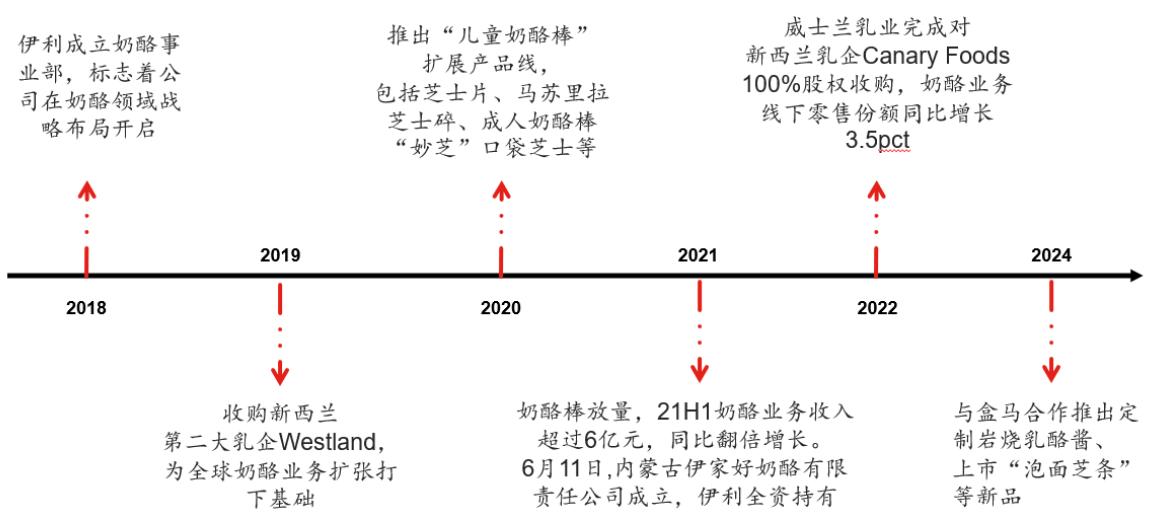 伊利成立奶酪事
业部，标志着公
司在奶酪领域战
略布局开启
推出“儿童奶酪棒”
扩展产品线，
包括芝士片、马苏里拉
芝士碎、成人奶酪棒
“妙芝”口袋芝士等
威士兰乳业完成对
新西兰乳企Canary Foods
100%股权收购，奶酪业务
线下零售份额同比增长
3.5pct
2019
2021
2024
2018
2020
2022
收购新西兰
第二大乳企Westland，
为全球奶酪业务扩张打
下基础
奶酪棒放量，21H1奶酪业务收入
超过6亿元，同比翻倍增长。
6月11日,内蒙古伊家好奶酪有限
责任公司成立，伊利全资持有
与盒马合作推出定
制岩烧乳酪酱、
上市“泡面芝条”
等新品